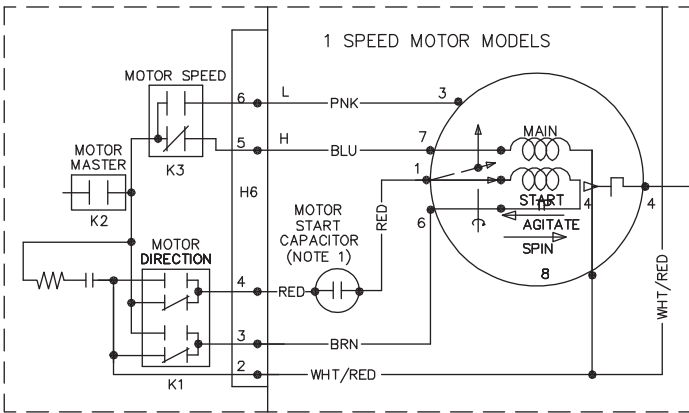 1 SPEED MOTOR MODELS
MOTOR SPEED
6
L
PNK
3
5
H
BLU
7
MAIN
K3
MOTOR
MASTER
K2
H6
1
RED
START
4
4
MOTOR
START
CAPACITOR
(NOTE 1)
6
AGITATE
SPIN
8
MOTOR
DIRECTION
4
RED
WHT/RED
3
BRN
K1
2
WHT/RED